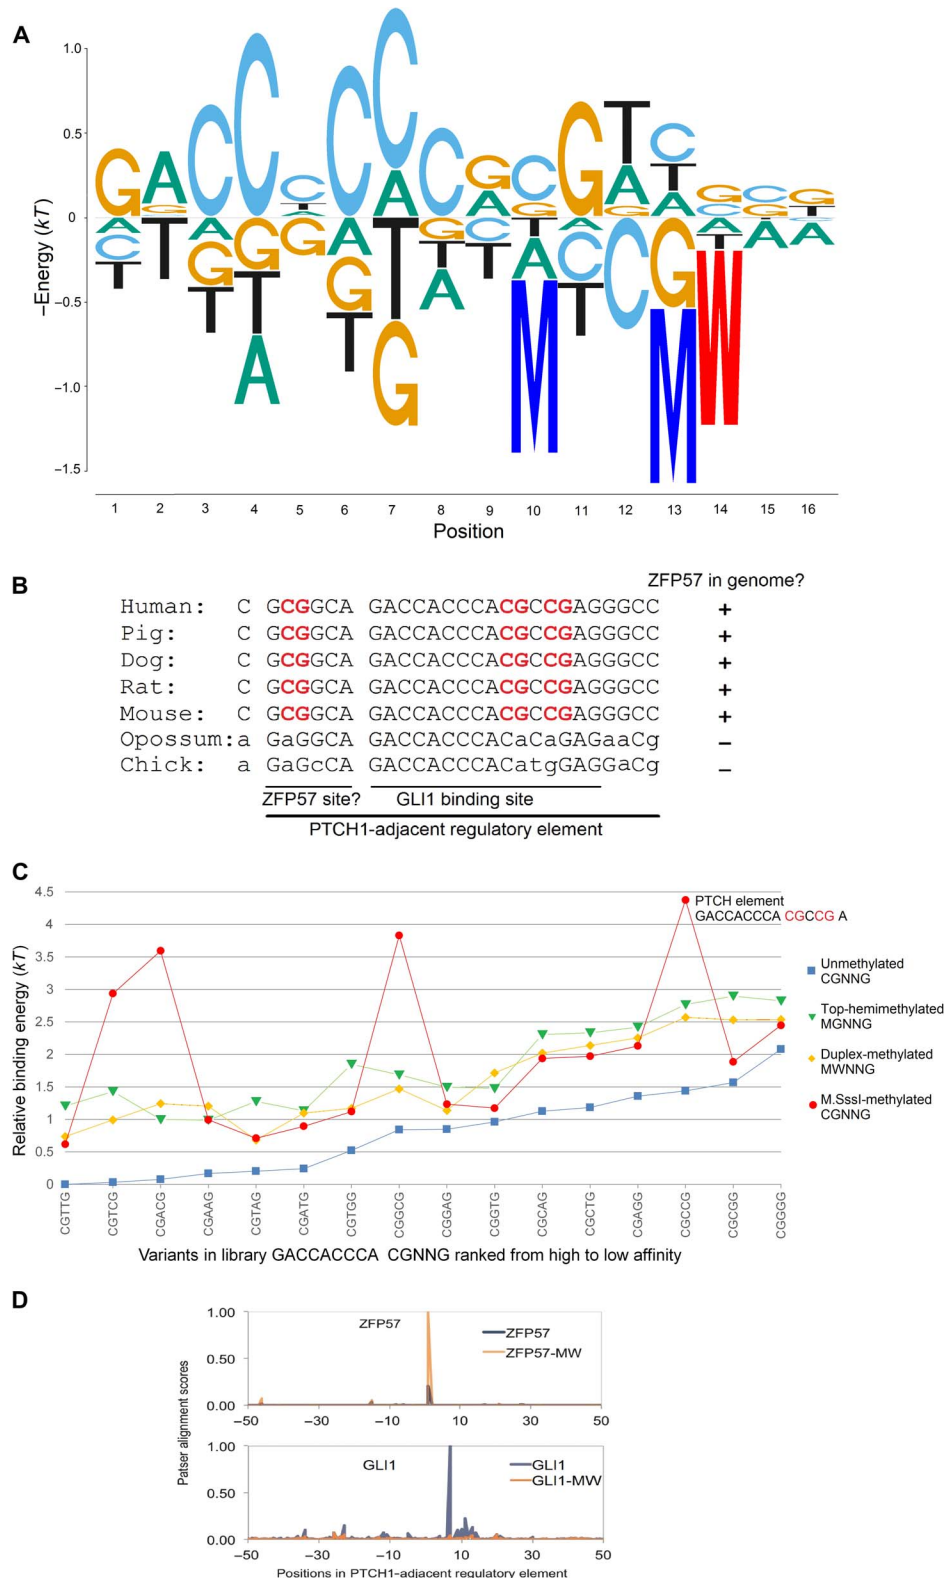 A
1.0
0.5
0
−0.5
−1.0
−1.5
−Energy (kT)
1 2 3 4 5 6 7 8 9 10 11 12 13 14 15 16
Position
B
ZFP57 in genome?
Human: C GCGGCA GACCACCCACGCCGAGGGCC +
Pig: C GCGGCA GACCACCCACGCCGAGGGCC +
Dog: C GCGGCA GACCACCCACGCCGAGGGCC +
Rat: C GCGGCA GACCACCCACGCCGAGGGCC +
Mouse: C GCGGCA GACCACCCACGCCGAGGGCC +
Opossum: a GaGGCA GACCACCCACaCaGAGaaCg −
Chick: a GaGcCA GACCACCCACatgGAGGaCg −
ZFP57 site? GLI1 binding site
PTCH1-adjacent regulatory element
C
4.5
4
3.5
3
2.5
2
1.5
1
0.5
0
Relative binding energy (kT)
PTCH element
GACCACCCA CGCCG A
Unmethylated
CGNNG
Top-hemimethylated
MGNNG
Duplex-methylated
MWNNG
M.SssI-methylated
CGNNG
CGTTG CGTCG CGACG CGAAG CGTAG CGATG CGTGG CGGCG CGGAG CGGTG CGCAG CGCTG CGAGG CGCCG CGCGG CGGGG
Variants in library GACCACCCA CGNNG ranked from high to low affinity
D
1.00
0.50
0.00
ZFP57
ZFP57
ZFP57-MW
−50 −30 −10 10 30 50
Patser alignment scores
1.00
0.50
0.00
GLI1
GLI1
GLI1-MW
−50 −30 −10 10 30 50
Positions in PTCH1-adjacent regulatory element